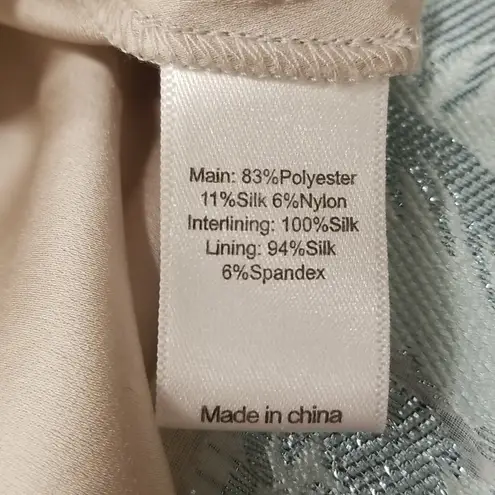 Main: 83%Polyester
11%Silk 6%Nylon
Interlining: 100%Silk
Lining: 94%Silk
6%Spandex
Made in china